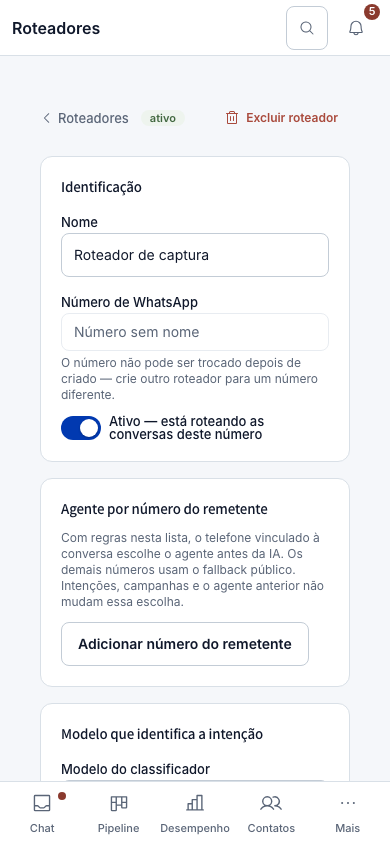 Roteadores
5
Roteadores
ativo
Excluir roteador
Identificação
Nome
Roteador de captura
Número de WhatsApp
Número sem nome
O número não pode ser trocado depois de
criado — crie outro roteador para um número
diferente.
Ativo — está roteando as
conversas deste número
Agente por número do remetente
Com regras nesta lista, o telefone vinculado à
conversa escolhe o agente antes da IA. Os
demais números usam o fallback público.
Intenções, campanhas e o agente anterior não
mudam essa escolha.
Adicionar número do remetente
Modelo que identifica a intenção
Modelo do classificador
Chat
Pipeline
Desempenho
Contatos
Mais